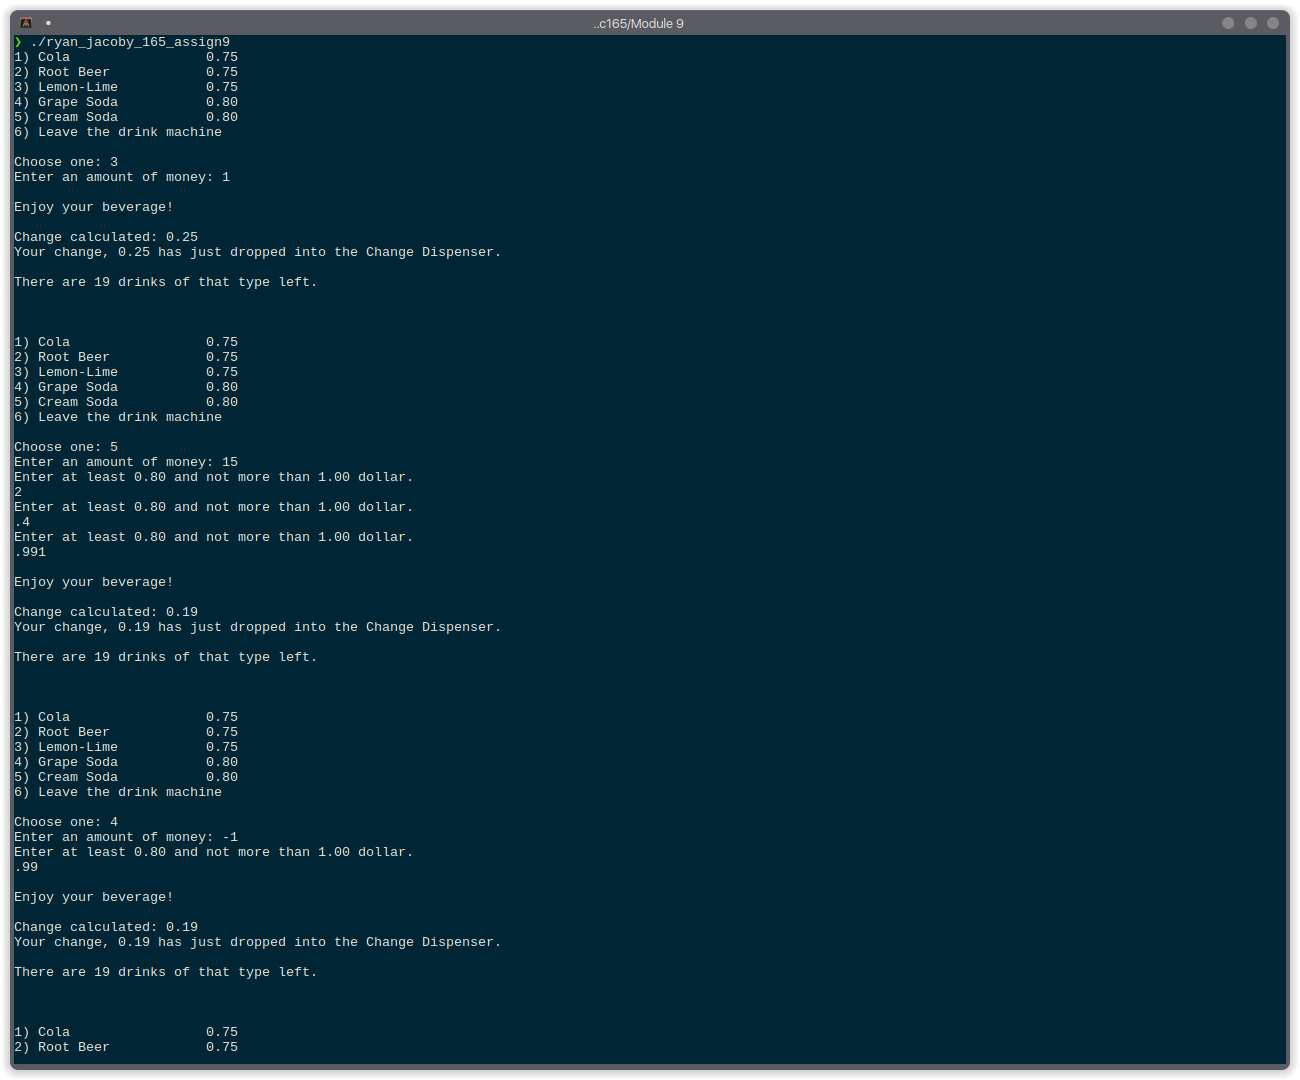 ..c165/Module 9
❯ ./ryan_jacoby_165_assign9
1) Cola                 0.75
2) Root Beer            0.75
3) Lemon-Lime           0.75
4) Grape Soda           0.80
5) Cream Soda           0.80
6) Leave the drink machine

Choose one: 3
Enter an amount of money: 1

Enjoy your beverage!

Change calculated: 0.25
Your change, 0.25 has just dropped into the Change Dispenser.

There are 19 drinks of that type left.



1) Cola                 0.75
2) Root Beer            0.75
3) Lemon-Lime           0.75
4) Grape Soda           0.80
5) Cream Soda           0.80
6) Leave the drink machine

Choose one: 5
Enter an amount of money: 15
Enter at least 0.80 and not more than 1.00 dollar.
2
Enter at least 0.80 and not more than 1.00 dollar.
.4
Enter at least 0.80 and not more than 1.00 dollar.
.991

Enjoy your beverage!

Change calculated: 0.19
Your change, 0.19 has just dropped into the Change Dispenser.

There are 19 drinks of that type left.



1) Cola                 0.75
2) Root Beer            0.75
3) Lemon-Lime           0.75
4) Grape Soda           0.80
5) Cream Soda           0.80
6) Leave the drink machine

Choose one: 4
Enter an amount of money: -1
Enter at least 0.80 and not more than 1.00 dollar.
.99

Enjoy your beverage!

Change calculated: 0.19
Your change, 0.19 has just dropped into the Change Dispenser.

There are 19 drinks of that type left.



1) Cola                 0.75
2) Root Beer            0.75